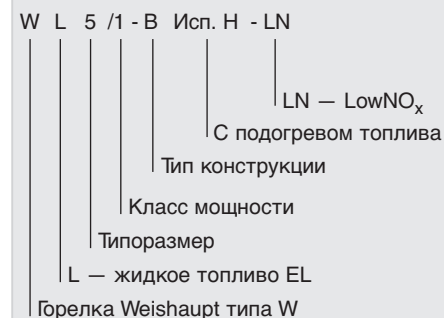 W L 5 /1 - B Исп. H - LN
LN — LowNOx
С подогревом топлива
Тип конструкции
Класс мощности
Типоразмер
L — жидкое топливо EL
Горелка Weishaupt типа W